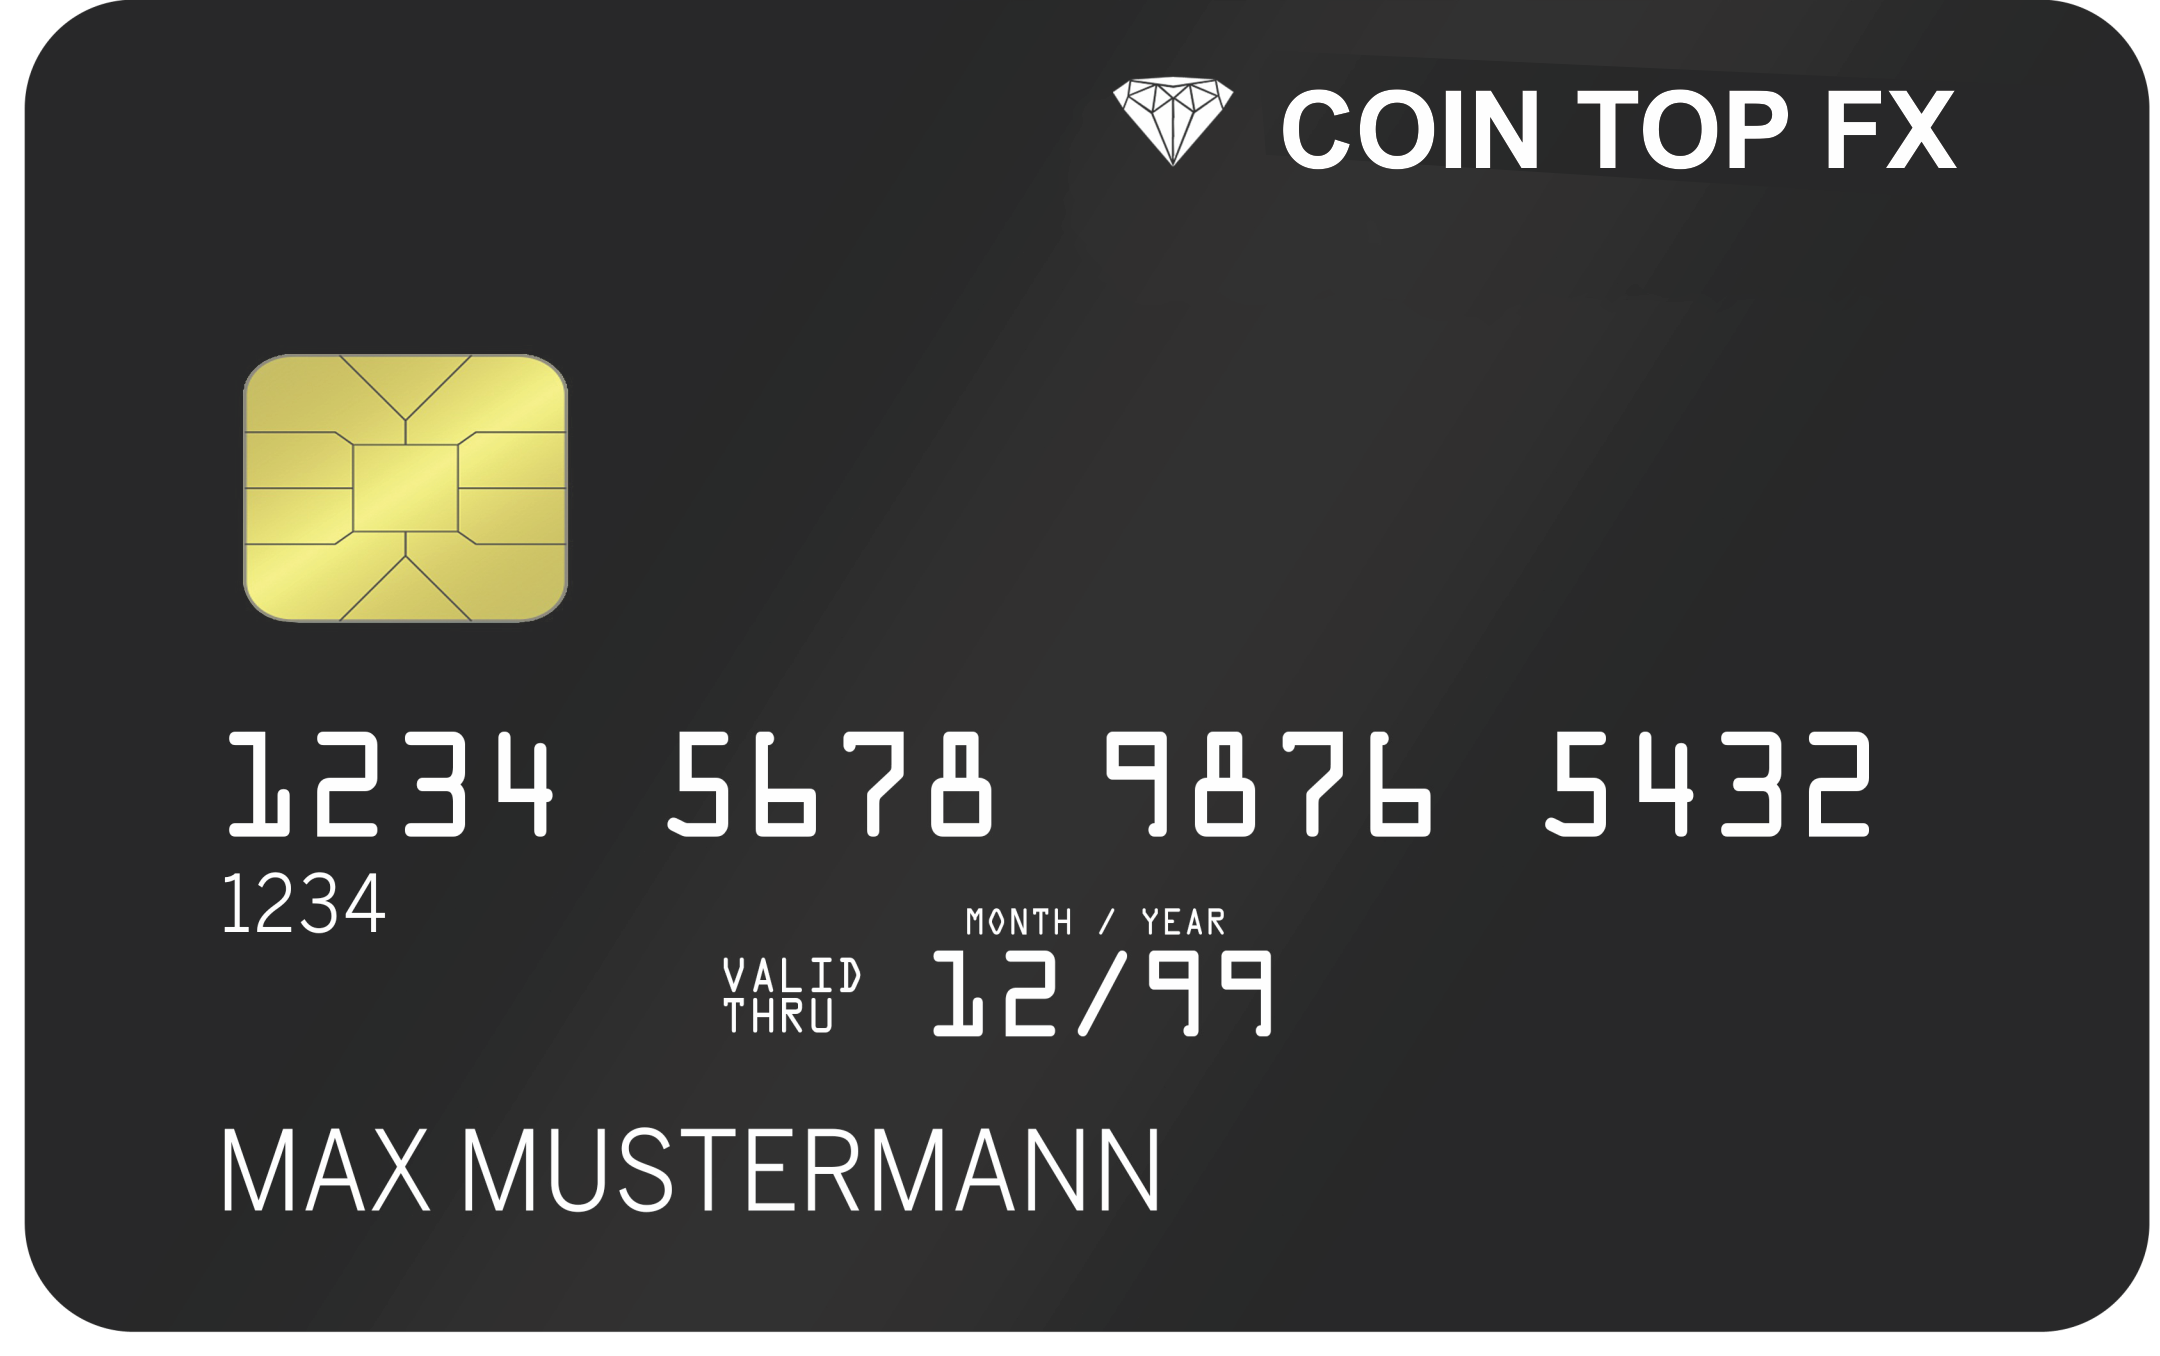 COIN TOP FX
1234 5678 9876 5432
1234
MONTH / YEAR
VALID
THRU
12/99
MAX MUSTERMANN